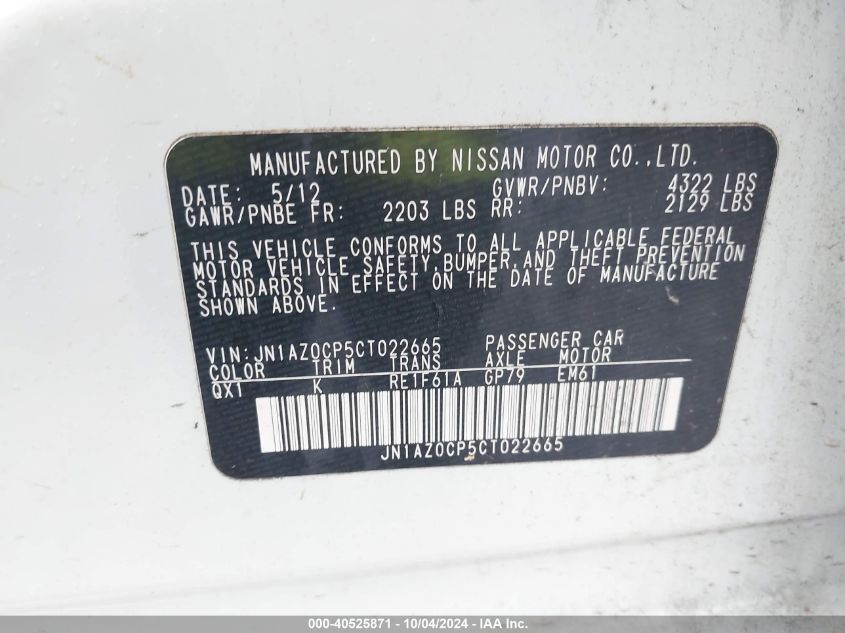 MANUFACTURED BY NISSAN MOTOR CO.,LTD.
DATE: 5/12 GVWR/PNBV: 4322 LBS
GAWR/PNBE FR: 2203 LBS RR: 2129 LBS
THIS VEHICLE CONFORMS TO ALL APPLICABLE FEDERAL
MOTOR VEHICLE SAFETY, BUMPER, AND THEFT PREVENTION
STANDARDS IN EFFECT ON THE DATE OF MANUFACTURE
SHOWN ABOVE.
VIN: JN1AZ0CP5CT022665 PASSENGER CAR
COLOR TRIM TRANS AXLE MOTOR
QX1 K RE1F61A GP79 EM61
JN1AZ0CP5CT022665
000-40525871 - 10/04/2024 - IAA Inc.